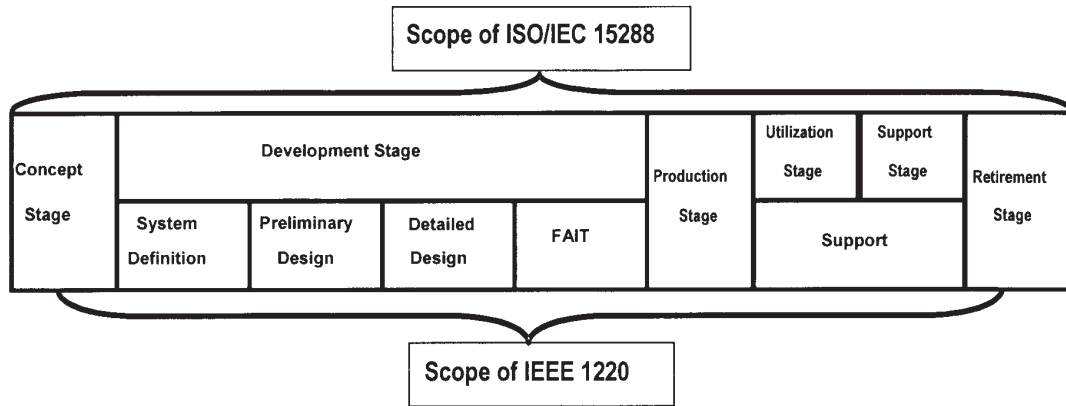 Scope of ISO/IEC 15288
Concept
Stage
Development Stage
System
Definition
Preliminary
Design
Detailed
Design
FAIT
Production
Stage
Utilization
Stage
Support
Stage
Support
Retirement
Stage
Scope of IEEE 1220